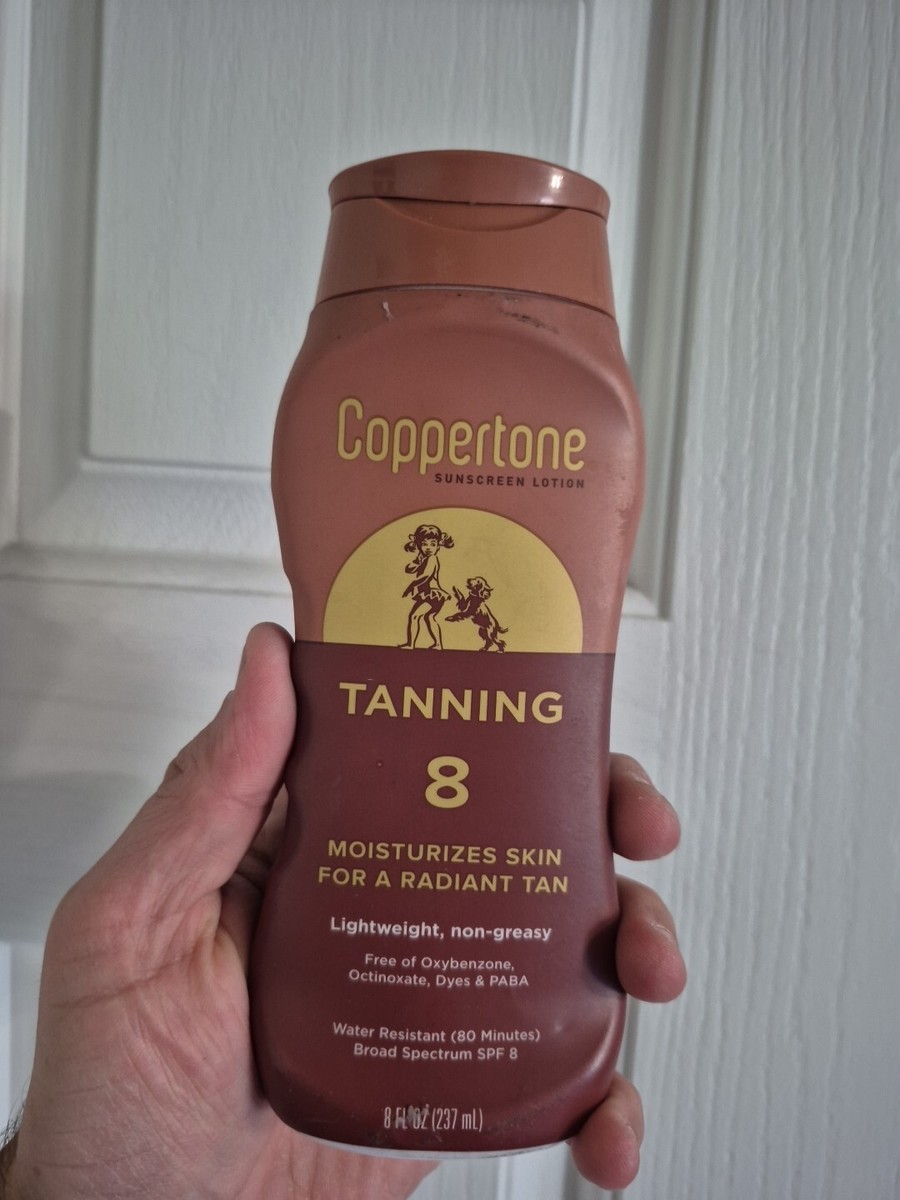 Coppertone
SUNSCREEN LOTION
TANNING
8
MOISTURIZES SKIN
FOR A RADIANT TAN
Lightweight, non-greasy
Free of Oxybenzone,
Octinoxate, Dyes & PABA
Water Resistant (80 Minutes)
Broad Spectrum SPF 8
8 FL OZ (237 mL)